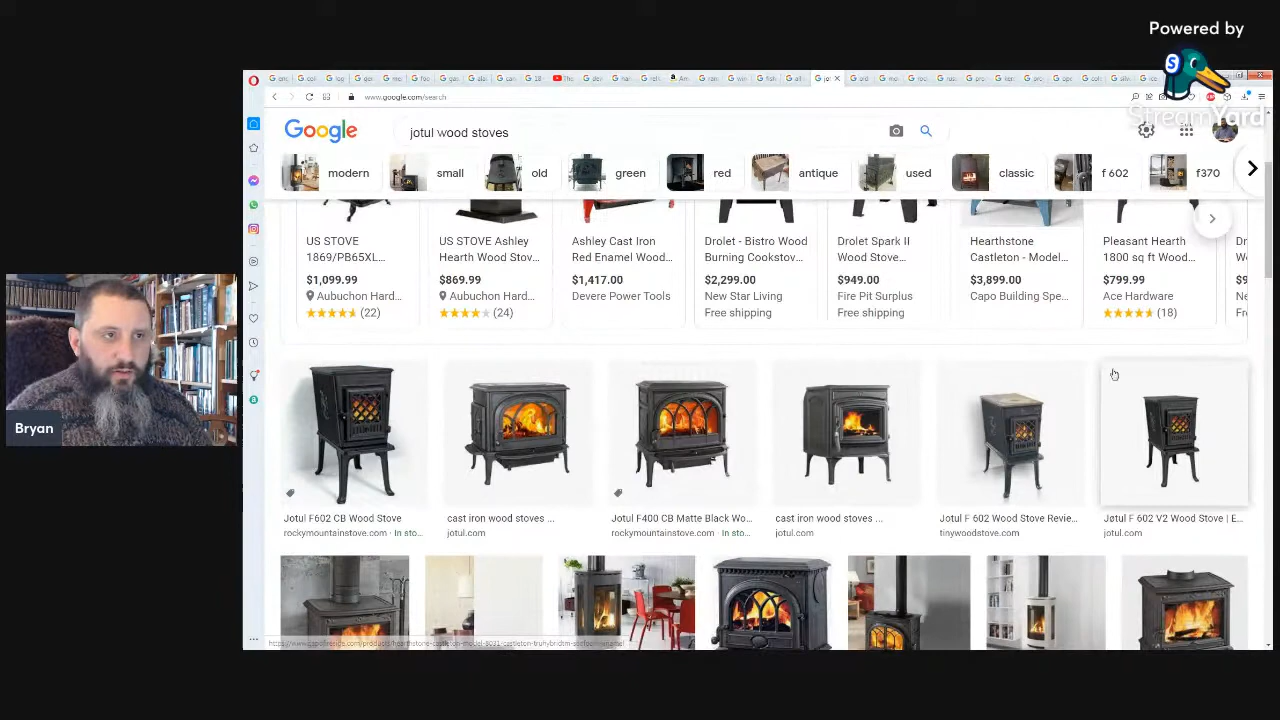 Powered by
StreamYard
www.google.com/search
Google
jotul wood stoves
modern
small
old
green
red
antique
used
classic
f 602
f370
US STOVE
1869/PB65XL...
$1,099.99
Aubuchon Hard...
(22)
US STOVE Ashley
Hearth Wood Stov...
$869.99
Aubuchon Hard...
(24)
Ashley Cast Iron
Red Enamel Wood...
$1,417.00
Devere Power Tools
Drolet - Bistro Wood
Burning Cookstov...
$2,299.00
New Star Living
Free shipping
Drolet Spark II
Wood Stove...
$949.00
Fire Pit Surplus
Free shipping
Hearthstone
Castleton - Model...
$3,899.00
Capo Building Spe...
Pleasant Hearth
1800 sq ft Wood...
$799.99
Ace Hardware
(18)
Jotul F602 CB Wood Stove
rockymountainstove.com · In sto...
cast iron wood stoves ...
jotul.com
Jotul F400 CB Matte Black Wo...
rockymountainstove.com · In sto...
cast iron wood stoves ...
jotul.com
Jotul F 602 Wood Stove Revie...
tinywoodstove.com
Jøtul F 602 V2 Wood Stove | E...
jotul.com
Bryan